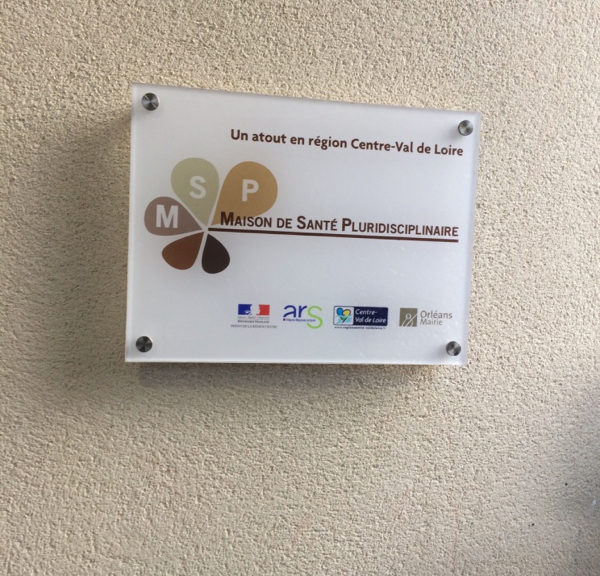 Un atout en région Centre-Val de Loire
M S P
MAISON DE SANTÉ PLURIDISCIPLINAIRE
ars
Centre-
Val de Loire
Orléans
Mairie